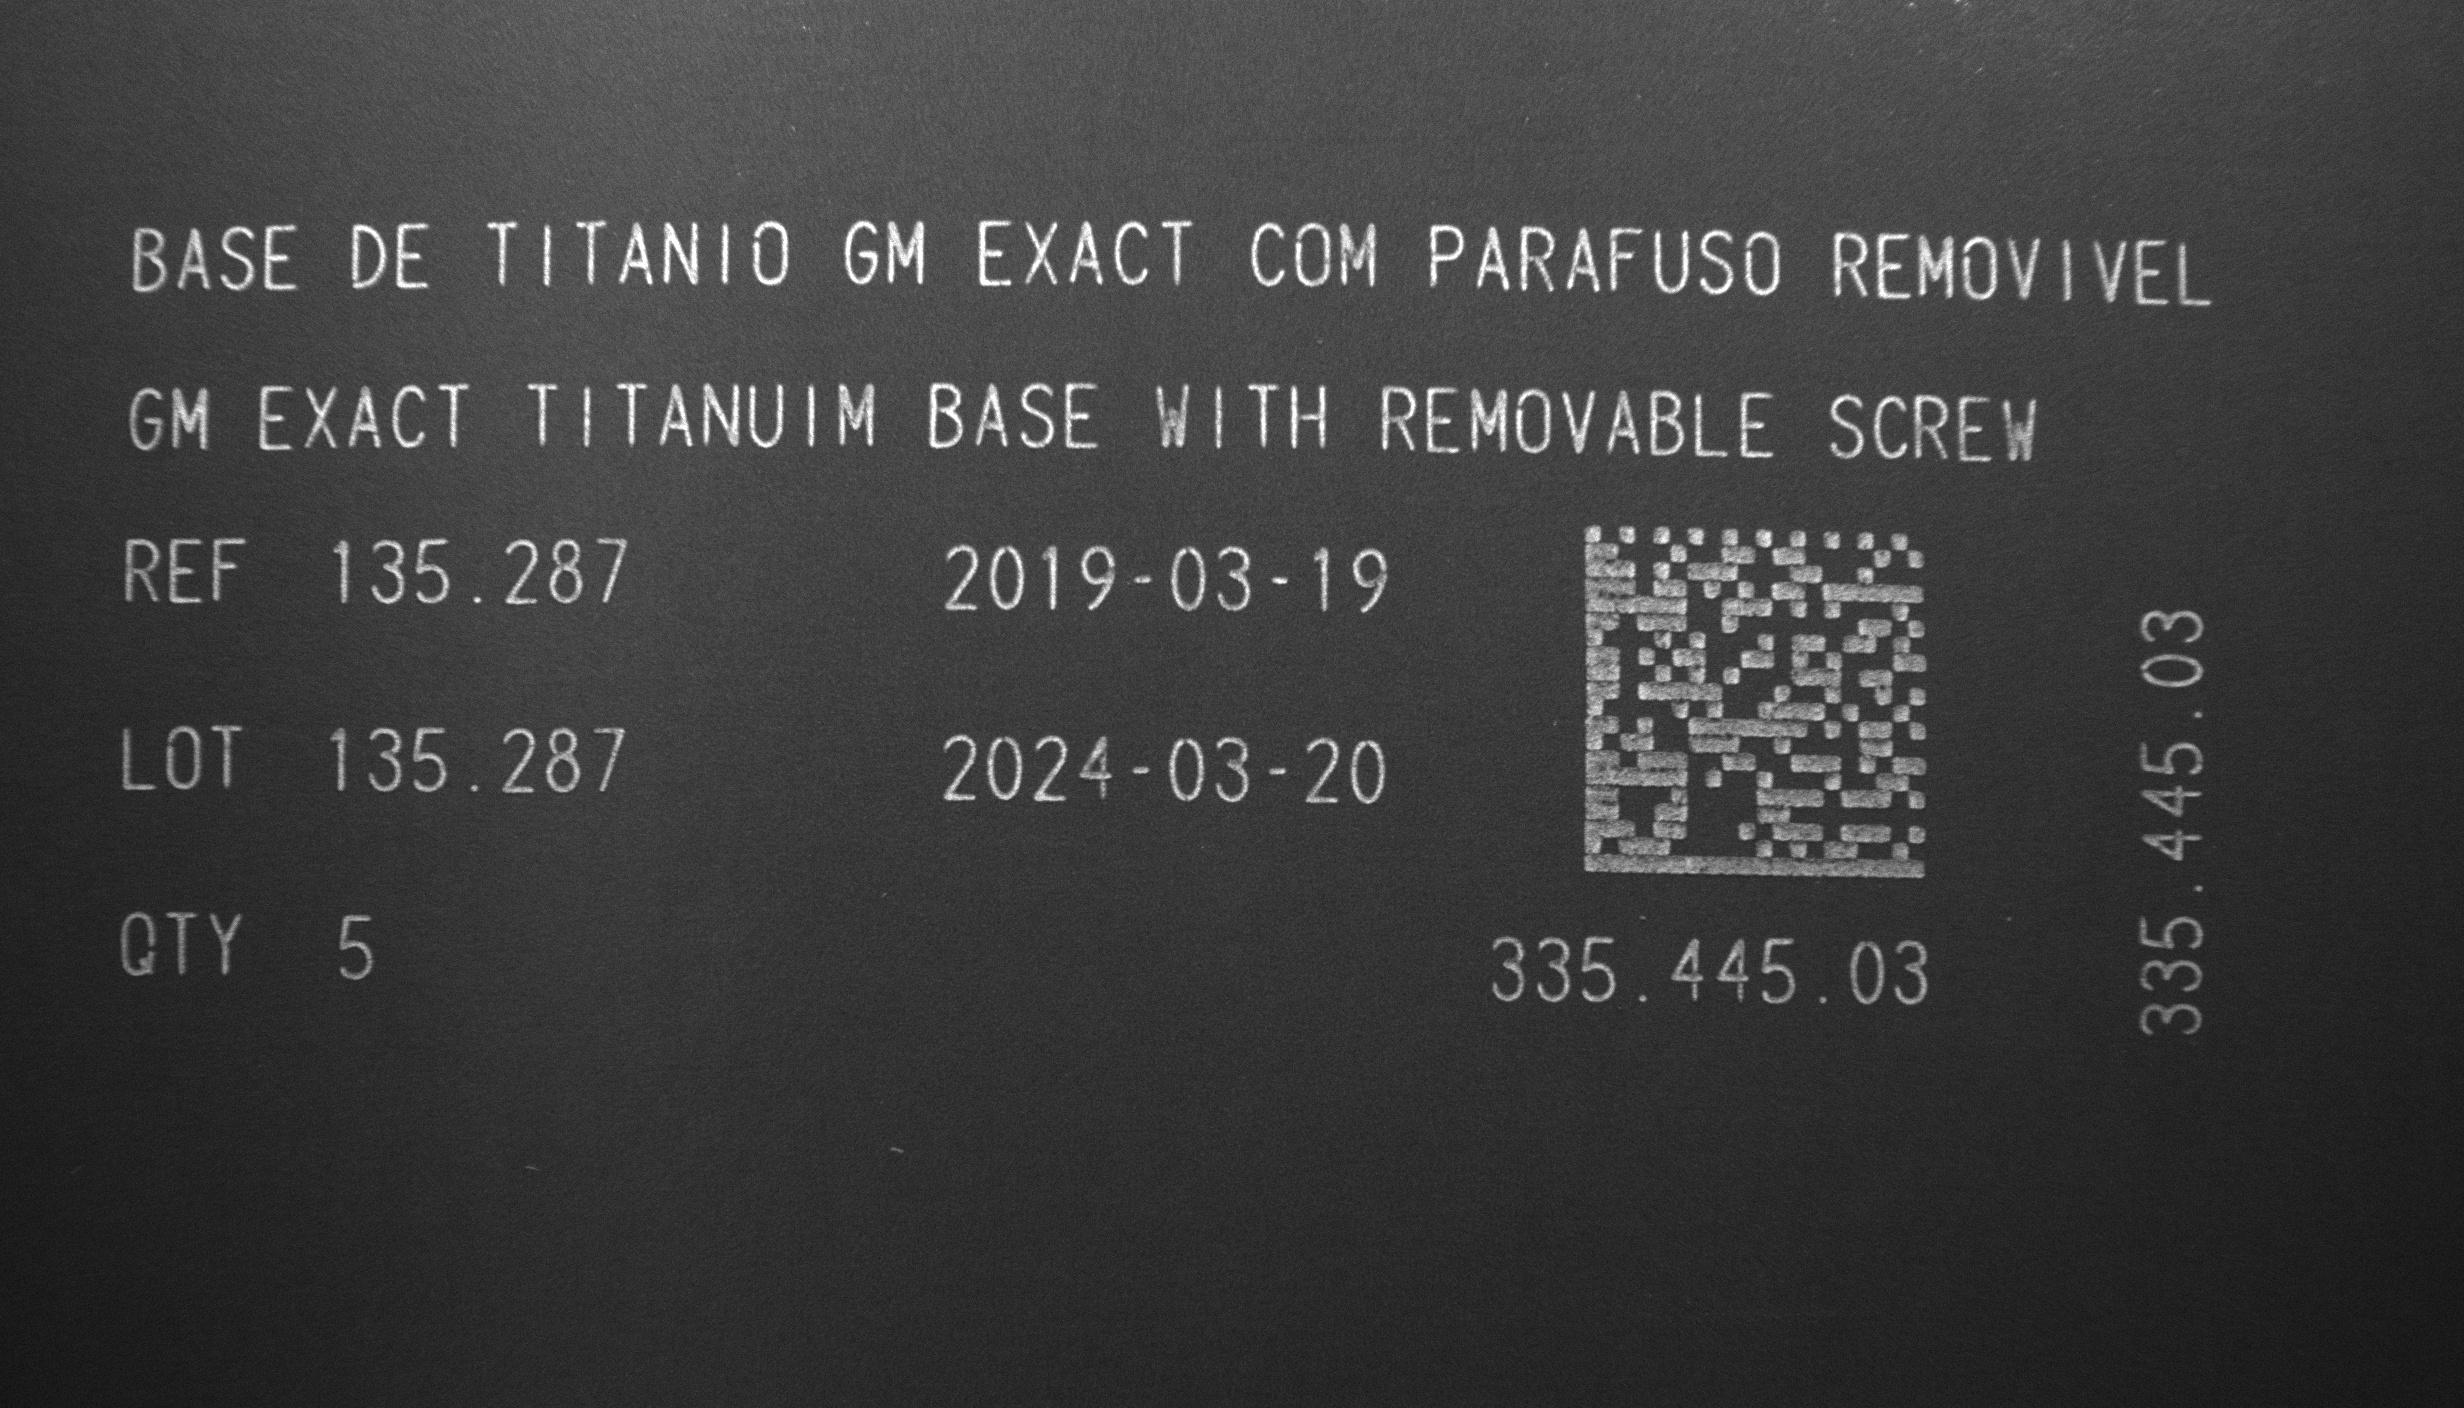 BASE DE TITANIO GM EXACT COM PARAFUSO REMOVIVEL
GM EXACT TITANUIM BASE WITH REMOVABLE SCREW
REF 135.287 2019-03-19
LOT 135.287 2024-03-20
QTY 5
335.445.03
335.445.03